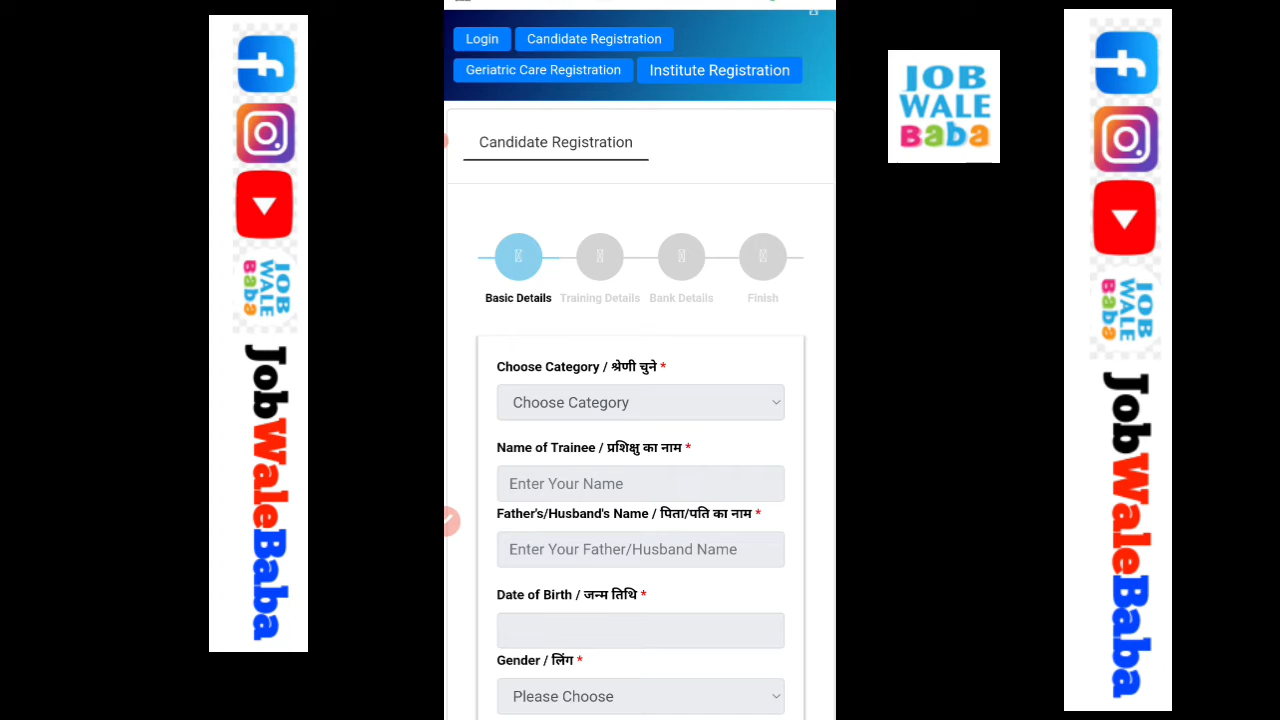 Login
Candidate Registration
Geriatric Care Registration
Institute Registration
Candidate Registration
Basic Details
Training Details
Bank Details
Finish
Choose Category / श्रेणी चुने *
Choose Category
Name of Trainee / प्रशिक्षु का नाम *
Enter Your Name
Father's/Husband's Name / पिता/पति का नाम *
Enter Your Father/Husband Name
Date of Birth / जन्म तिथि *
Gender / लिंग *
Please Choose
JOB
WALE
Baba
JOB
WALE
Baba
JobWaleBaba
JOB
WALE
Baba
JobWaleBaba